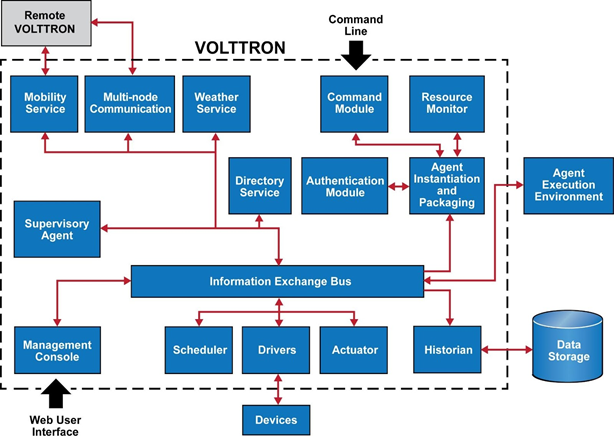 Remote
VOLTTRON
Command
Line
VOLTTRON
Mobility
Service
Multi-node
Communication
Weather
Service
Command
Module
Resource
Monitor
Directory
Service
Authentication
Module
Agent
Instantiation
and
Packaging
Agent
Execution
Environment
Supervisory
Agent
Information Exchange Bus
Management
Console
Scheduler
Drivers
Actuator
Historian
Data
Storage
Web User
Interface
Devices